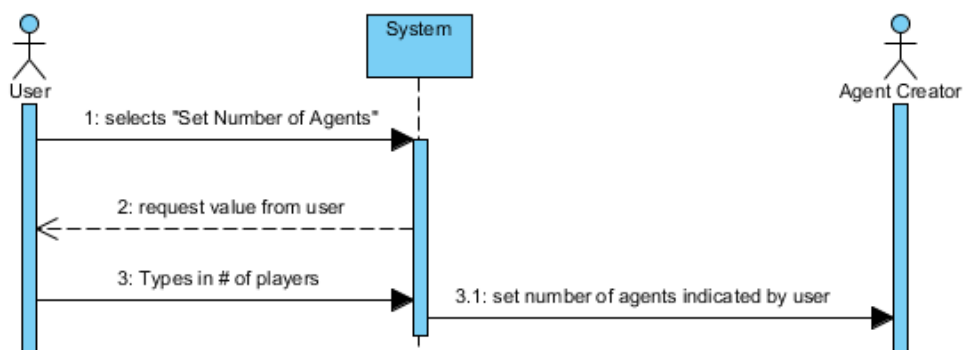 System
User
Agent Creator
1: selects "Set Number of Agents"
2: request value from user
3: Types in # of players
3.1: set number of agents indicated by user